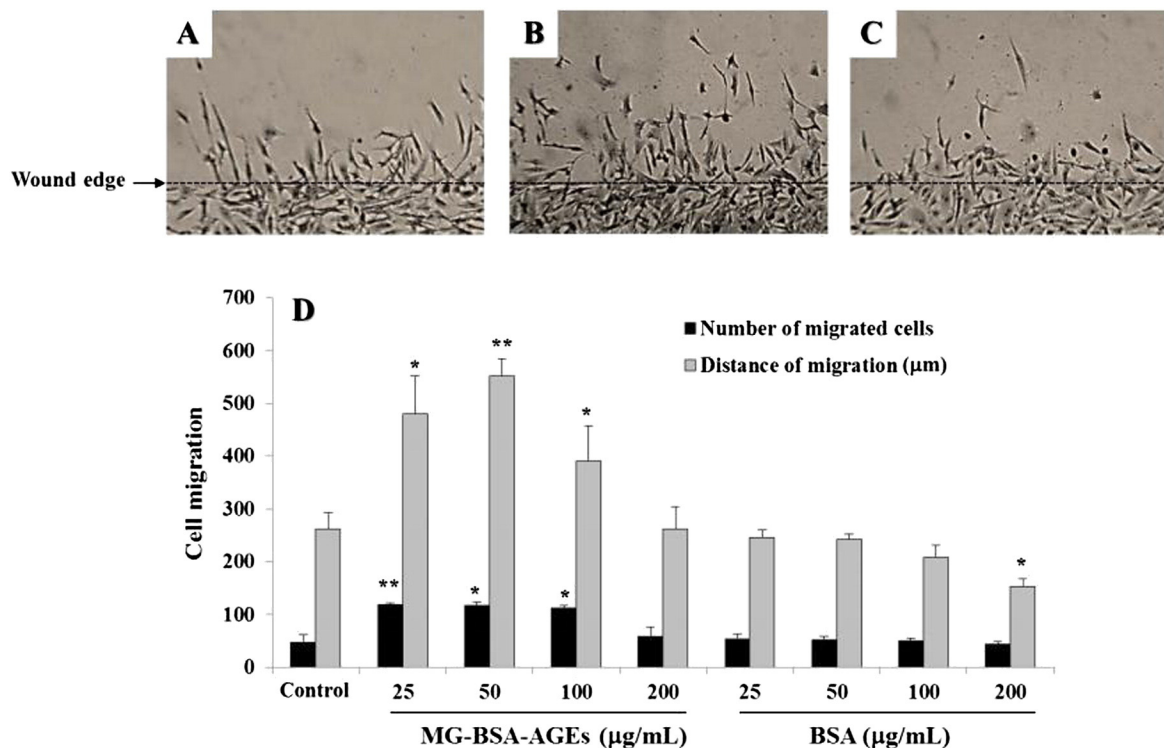 A
B
C
Wound edge
D
700
600
500
400
300
200
100
0
Cell migration
Number of migrated cells
Distance of migration (μm)
*
**
*
**
*
*
*
Control 25 50 100 200 25 50 100 200
MG-BSA-AGEs (μg/mL) BSA (μg/mL)